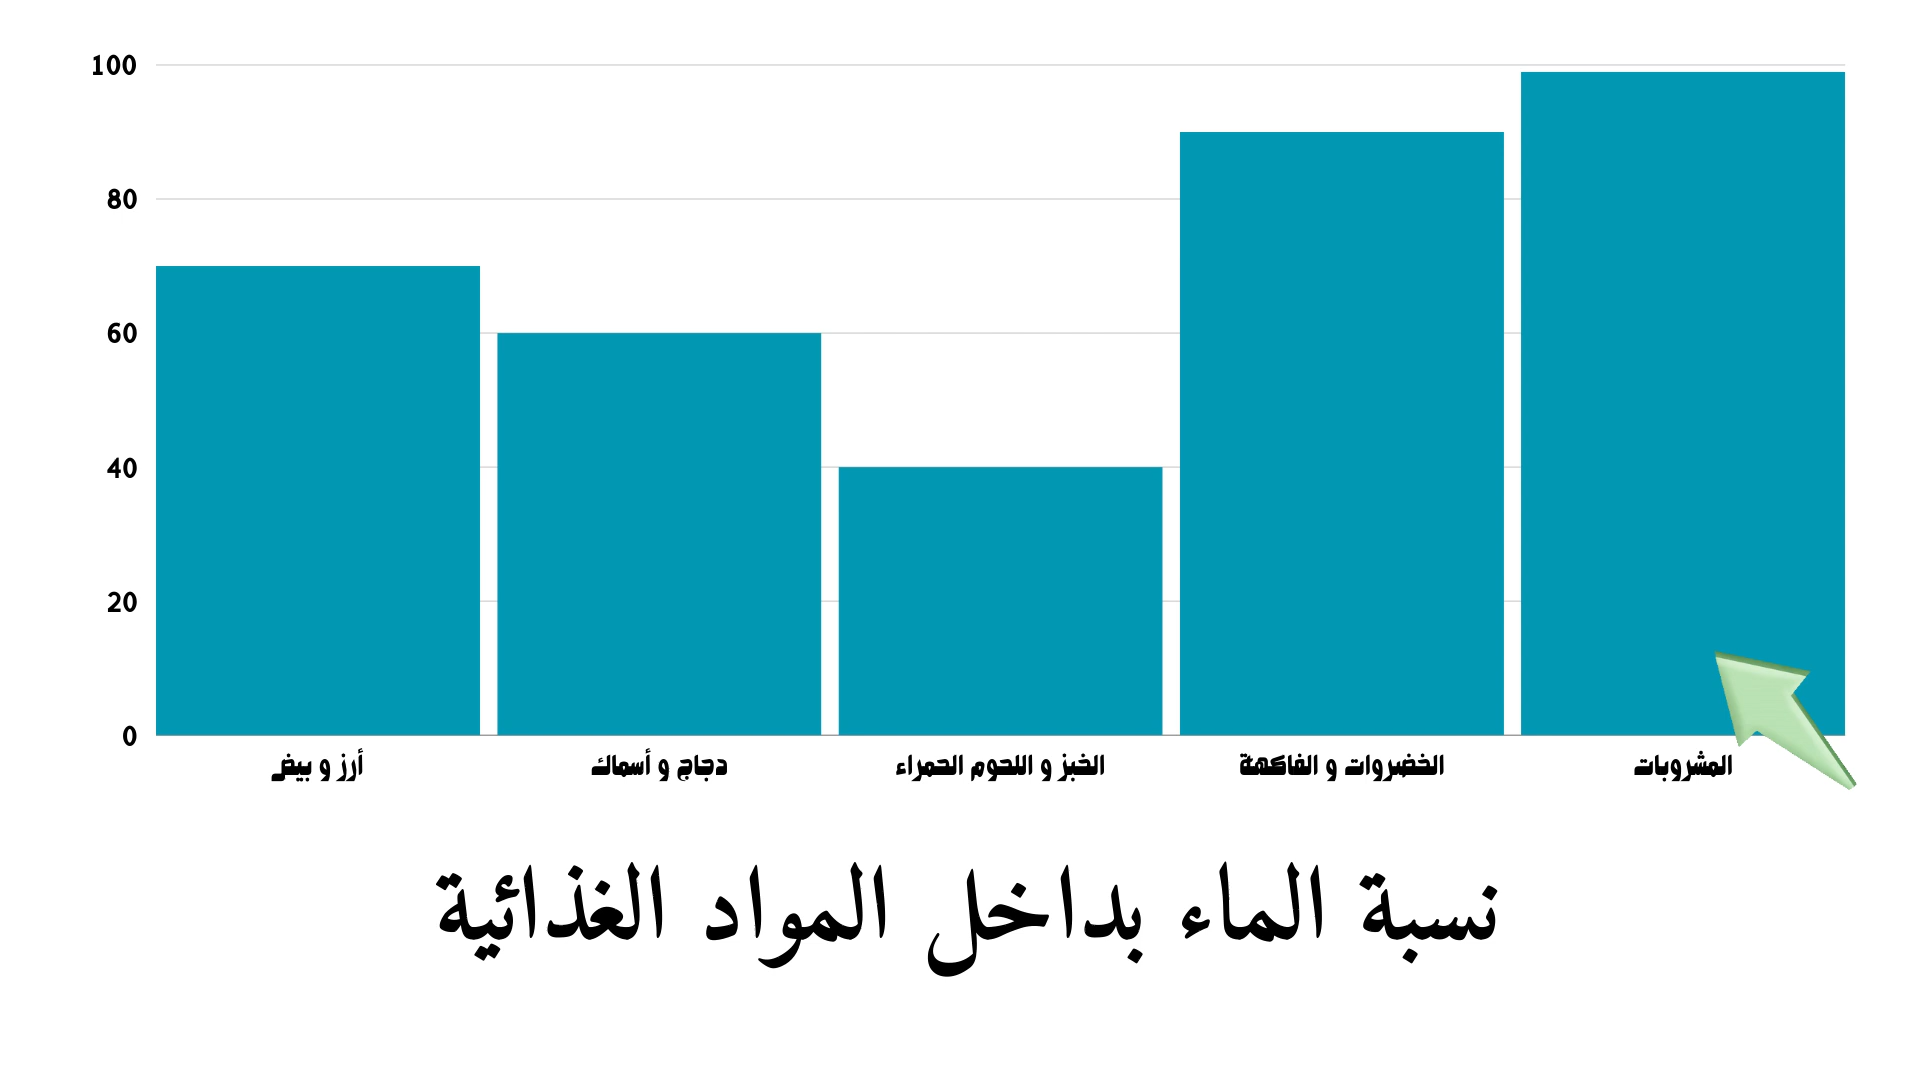 100
80
60
40
20
0
المشروبات
الخضروات و الفاكهة
الخبز و اللحوم الحمراء
دجاج و أسماك
أرز و بيض
نسبة الماء بداخل المواد الغذائية